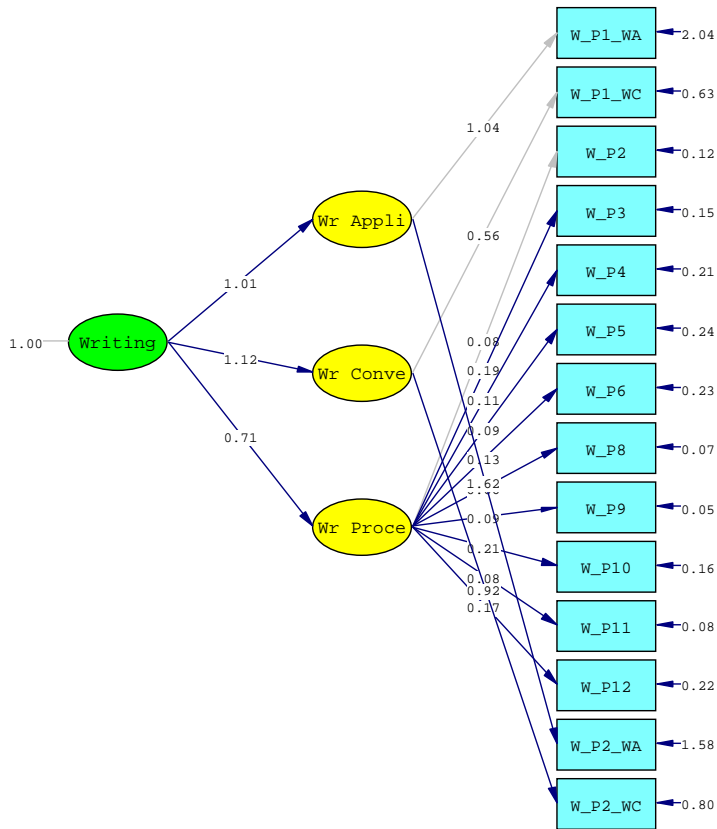 W_P1_WA
2.04
W_P1_WC
0.63
1.04
W_P2
0.12
W_P3
0.15
Wr Appli
0.56
W_P4
0.21
1.01
W_P5
0.24
1.00
Writing
0.08
1.12
Wr Conve
0.19
W_P6
0.23
0.11
0.71
0.09
W_P8
0.07
0.13
1.62
W_P9
0.05
0.09
Wr Proce
0.21
W_P10
0.16
0.08
0.92
0.17
W_P11
0.08
W_P12
0.22
W_P2_WA
1.58
W_P2_WC
0.80